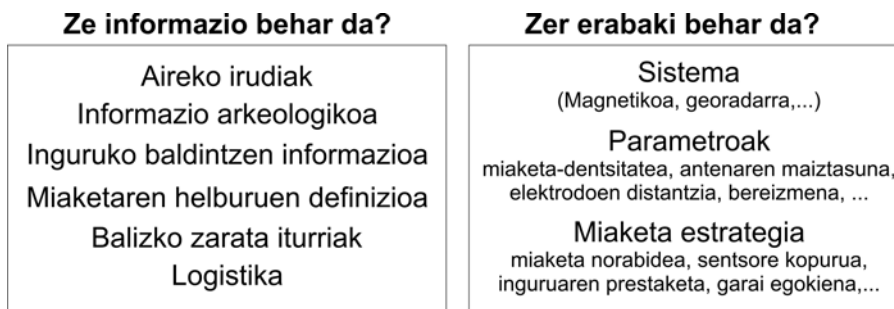 Ze informazio behar da?
Aireko irudiak
Informazio arkeologikoa
Inguruko baldintzen informazioa
Miaketaren helburuen definizioa
Balizko zarata iturriak
Logistika
Zer erabaki behar da?
Sistema
(Magnetikoa, georadarra,...)
Parametroak
miaketa-dentsitatea, antenaren maiztasuna,
elektrodoen distantzia, bereizmena, ...
Miaketa estrategia
miaketa norabidea, sentsore kopurua,
inguruaren prestaketa, garai egokiena,...